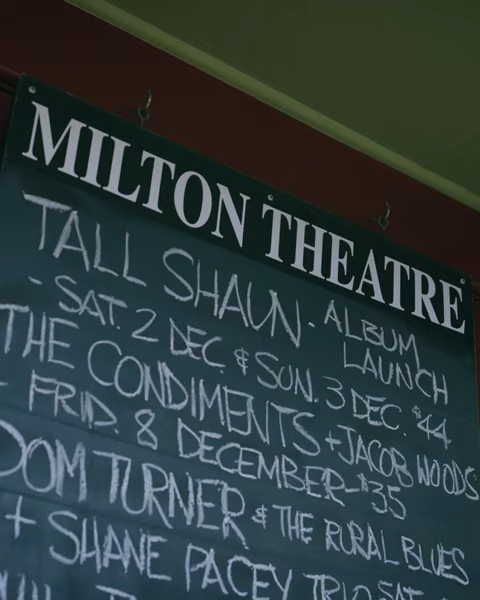 MILTON THEATRE
TALL SHAUN - ALBUM LAUNCH
- SAT. 2 DEC & SUN. 3 DEC. $44
THE CONDIMENTS + JACOB WOODS
- FRID. 8 DECEMBER - $35
DOM TURNER & THE RURAL BLUES
+ SHANE PACEY TRIO SAT